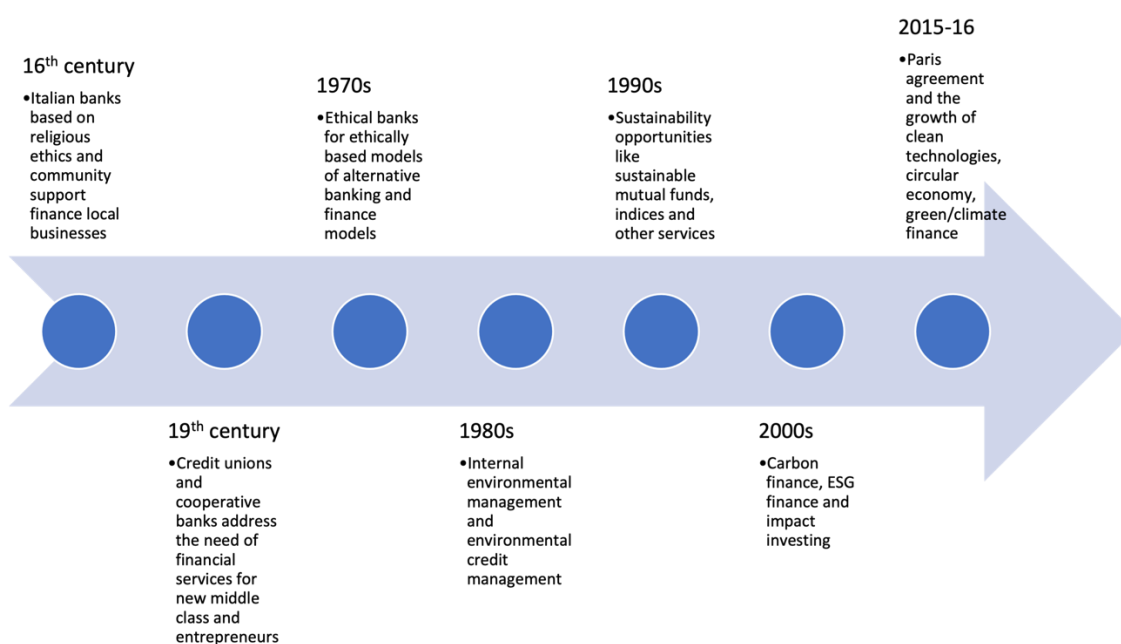 16th century
•Italian banks
based on
religious
ethics and
community
support
finance local
businesses
19th century
•Credit unions
and
cooperative
banks address
the need of
financial
services for
new middle
class and
entrepreneurs
1970s
•Ethical banks
for ethically
based models
of alternative
banking and
finance
models
1980s
•Internal
environmental
management
and
environmental
credit
management
1990s
•Sustainability
opportunities
like
sustainable
mutual funds,
indices and
other services
2000s
•Carbon
finance, ESG
finance and
impact
investing
2015-16
•Paris
agreement
and the
growth of
clean
technologies,
circular
economy,
green/climate
finance